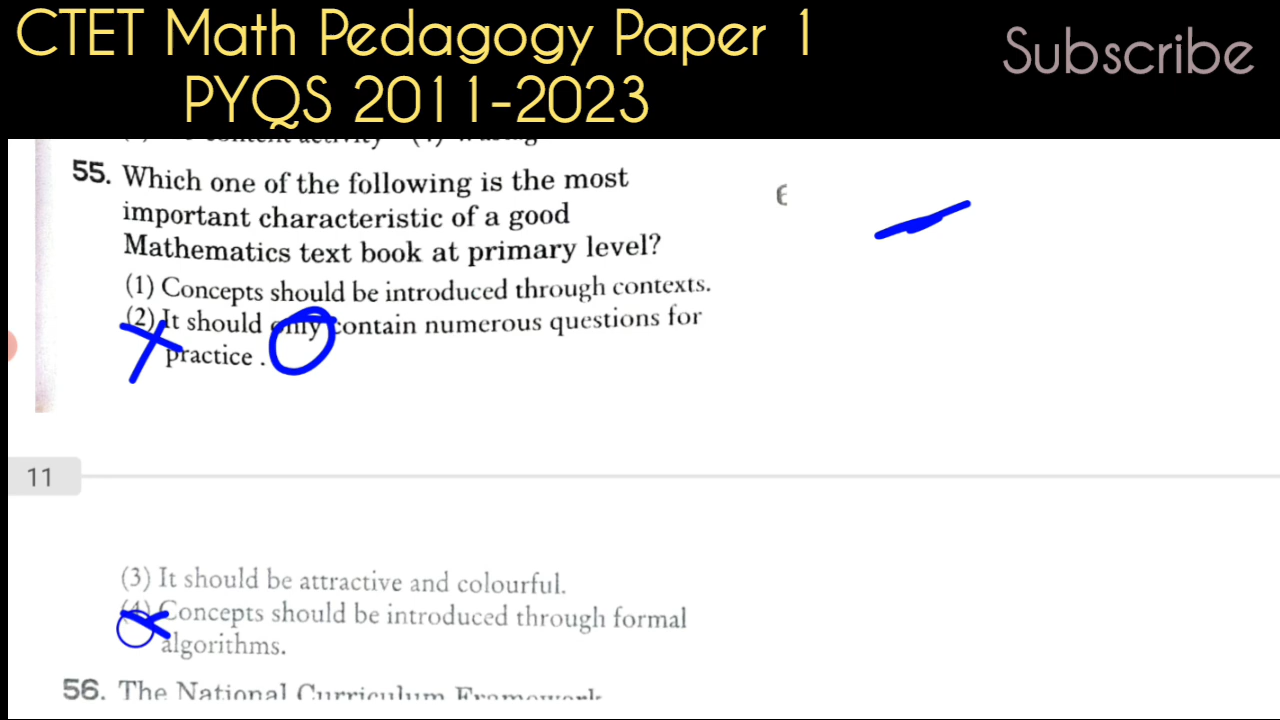 CTET Math Pedagogy Paper 1
PYQS 2011-2023
Subscribe
55. Which one of the following is the most
important characteristic of a good
Mathematics text book at primary level?
(1) Concepts should be introduced through contexts.
(2) It should only contain numerous questions for
practice .
11
(3) It should be attractive and colourful.
(4) Concepts should be introduced through formal
algorithms.
56. The National Curriculum Framework